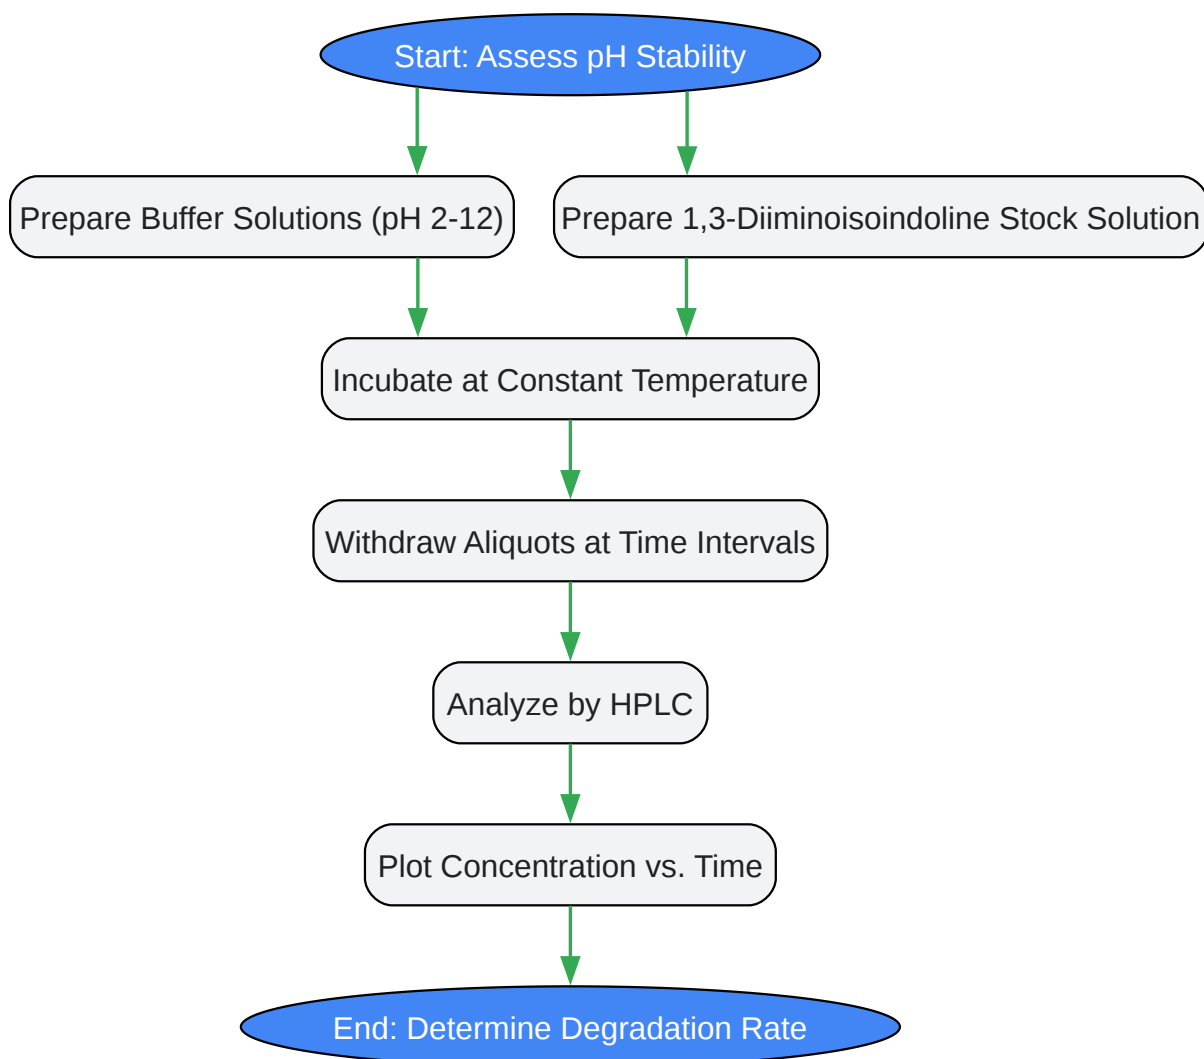 Start: Assess pH Stability
Prepare Buffer Solutions (pH 2-12)
Prepare 1,3-Diiminoisoindoline Stock Solution
Incubate at Constant Temperature
Withdraw Aliquots at Time Intervals
Analyze by HPLC
Plot Concentration vs. Time
End: Determine Degradation Rate